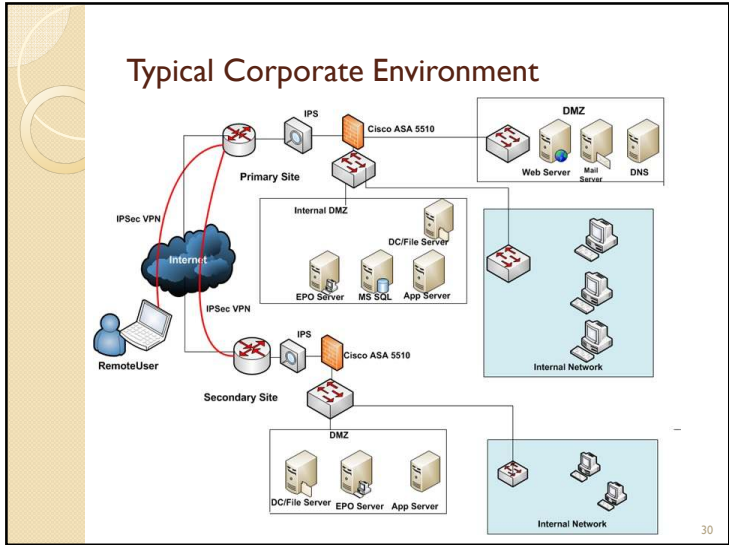 Typical Corporate Environment
IPS
Cisco ASA 5510
DMZ
Web Server
Mail
Server
DNS
Primary Site
Internal DMZ
IPSec VPN
DC/File Server
Internet
EPO Server
MS SQL
App Server
IPSec VPN
Internal Network
RemoteUser
IPS
Cisco ASA 5510
Secondary Site
DMZ
DC/File Server
EPO Server
App Server
Internal Network
30